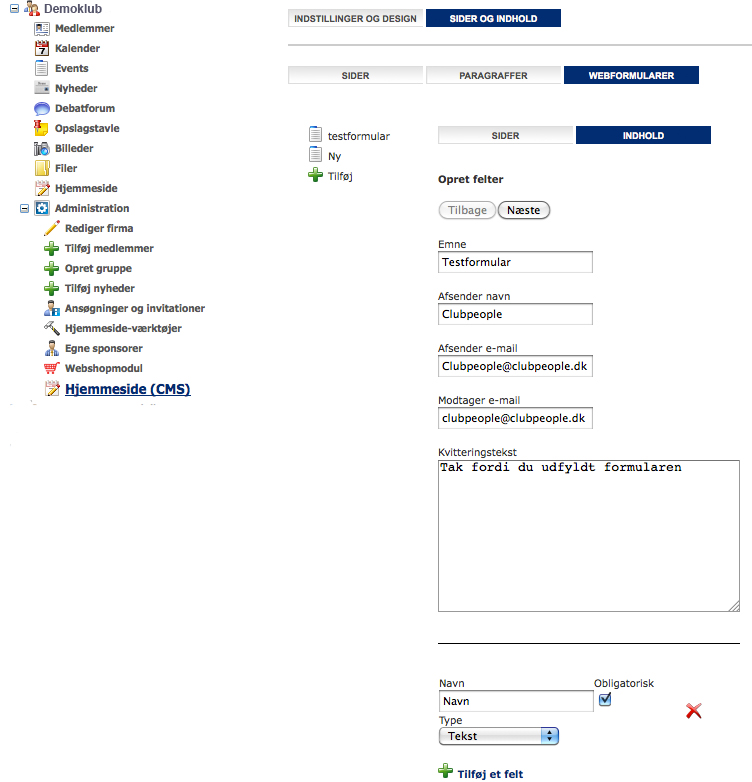 Demoklub
Medlemmer
Kalender
Events
Nyheder
Debatforum
Opslagstavle
Billeder
Filer
Hjemmeside
Administration
Rediger firma
Tilføj medlemmer
Opret gruppe
Tilføj nyheder
Ansøgninger og invitationer
Hjemmeside-værktøjer
Egne sponsorer
Webshopmodul
Hjemmeside (CMS)
INDSTILLINGER OG DESIGN SIDER OG INDHOLD
SIDER PARAGRAFFER WEBFORMULARER
testformular
Ny
Tilføj
SIDER INDHOLD
Opret felter
Tilbage Næste
Emne
Testformular
Afsender navn
Clubpeople
Afsender e-mail
Clubpeople@clubpeople.dk
Modtager e-mail
clubpeople@clubpeople.dk
Kvitteringstekst
Tak fordi du udfyldt formularen
Navn Obligatorisk
Navn
Type
Tekst
Tilføj et felt